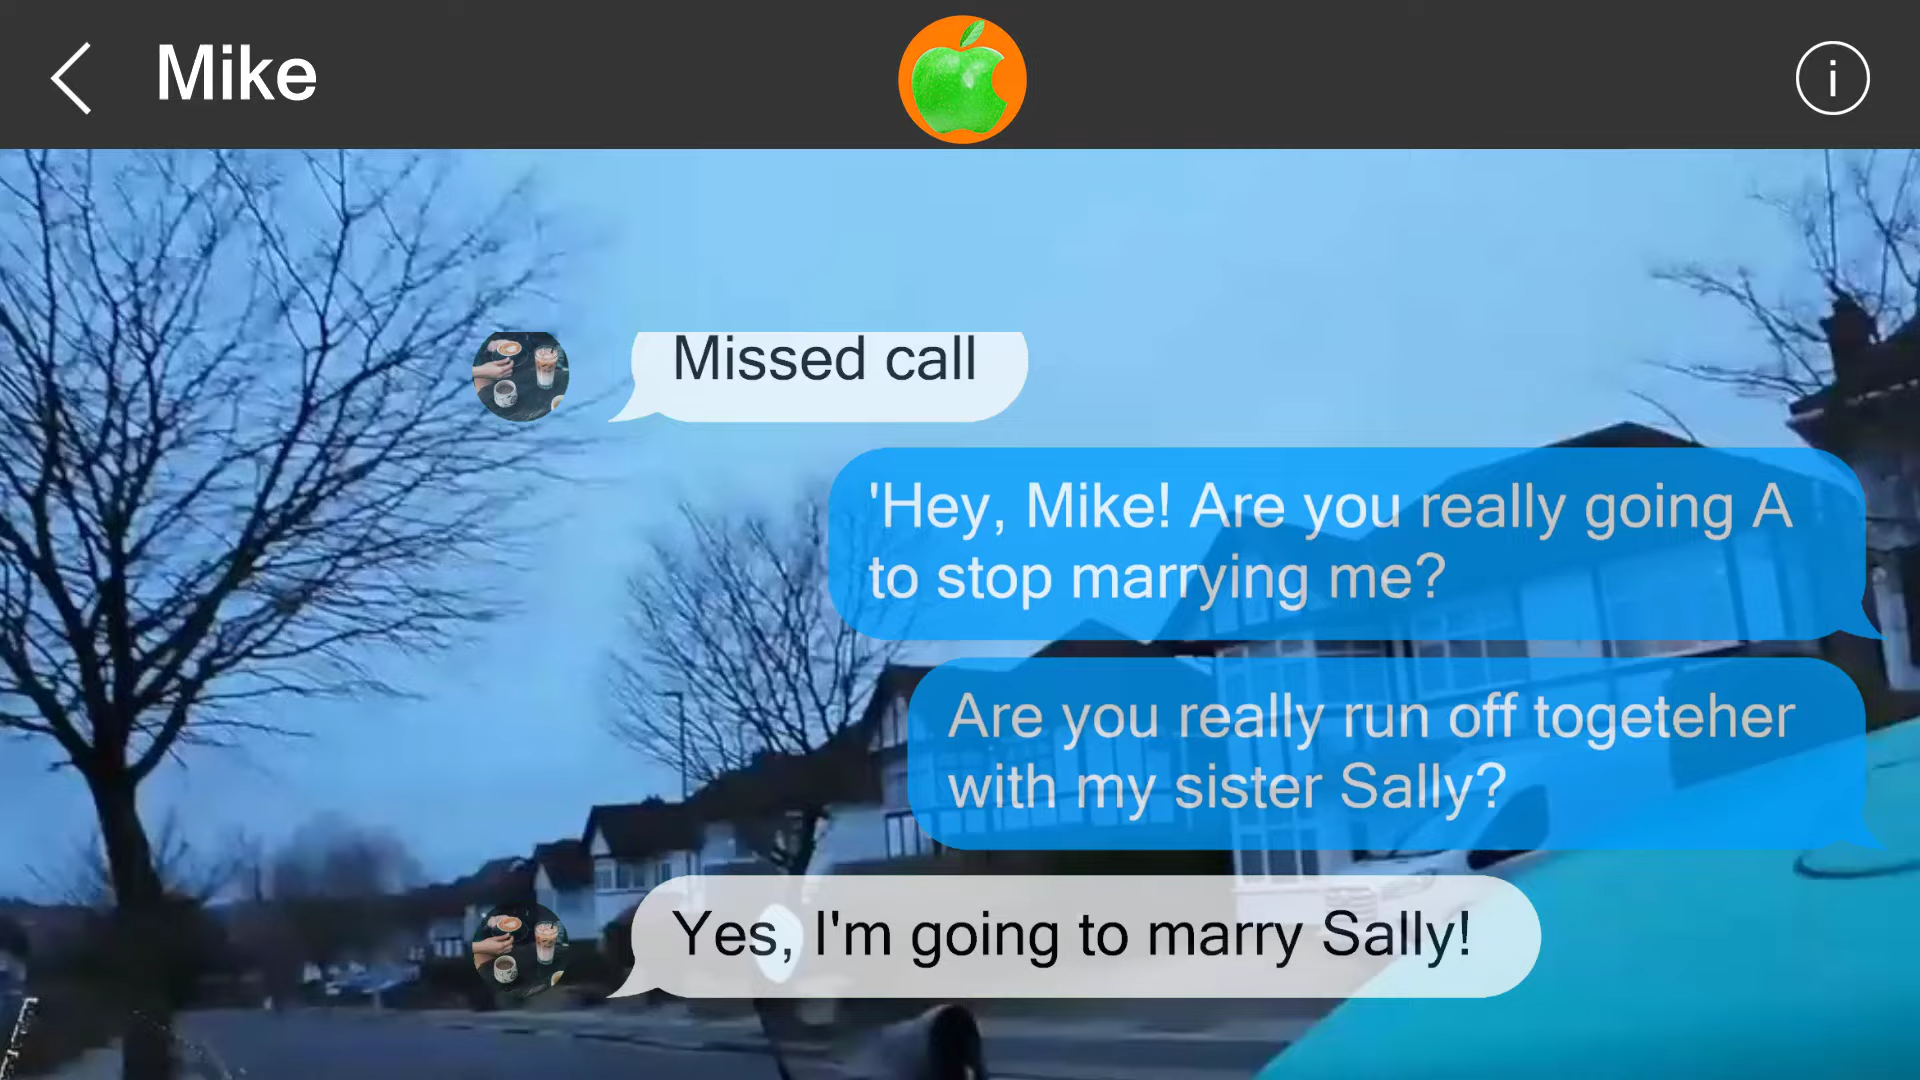 Mike
i
Missed call
'Hey, Mike! Are you really going A
to stop marrying me?
Are you really run off togeteher
with my sister Sally?
Yes, I'm going to marry Sally!